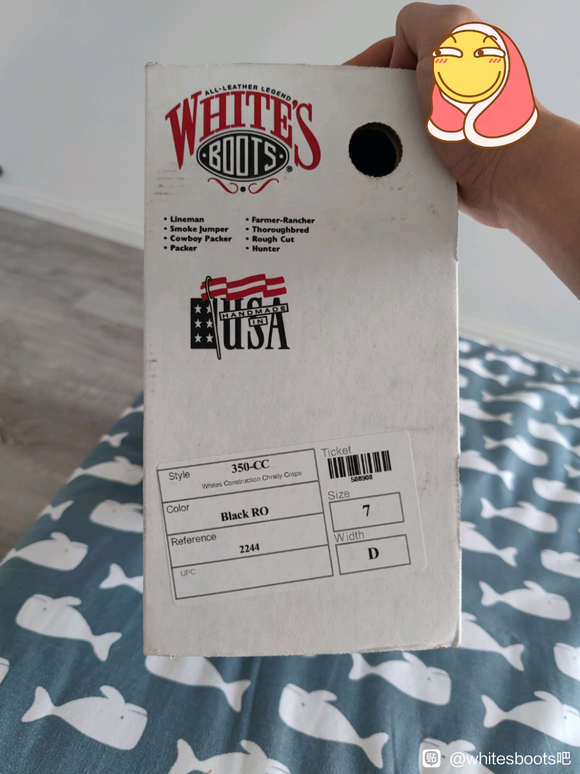 ALL-LEATHER LEGEND
WHITE'S
BOOTS®
• Lineman
• Smoke Jumper
• Cowboy Packer
• Packer
• Farmer-Rancher
• Thoroughbred
• Rough Cut
• Hunter
HANDMADE
IN
USA
Style 350-CC
Whites Construction Christy Crepe
Color Black RO
Reference 2244
UPC
Ticket
588908
Size
7
Width
D
贴 @whitesboots吧